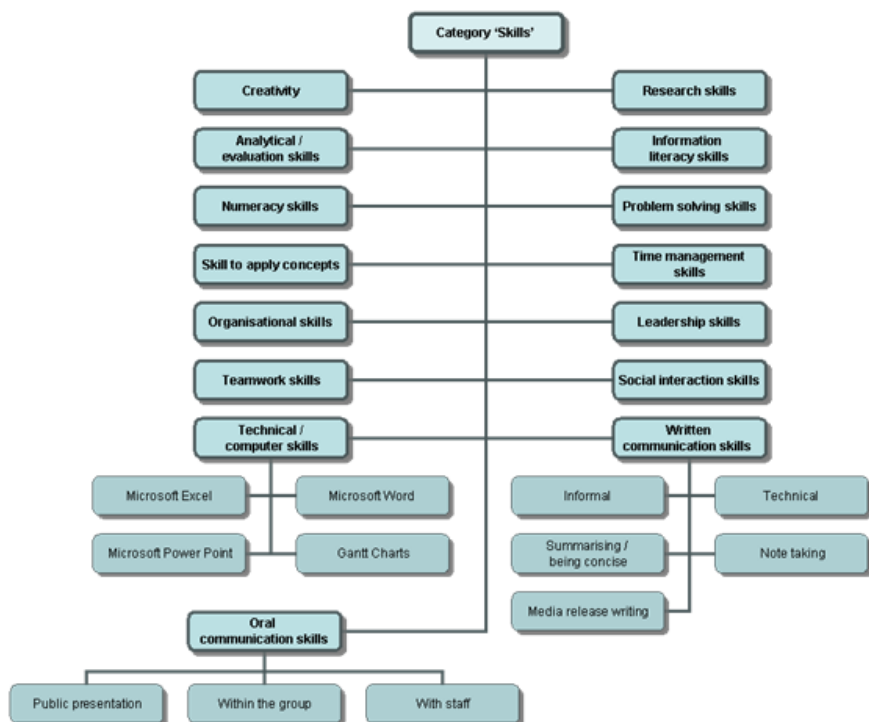 Category 'Skills'
Creativity
Research skills
Analytical /
evaluation skills
Information
literacy skills
Numeracy skills
Problem solving skills
Skill to apply concepts
Time management
skills
Organisational skills
Leadership skills
Teamwork skills
Social interaction skills
Technical /
computer skills
Written
communication skills
Microsoft Excel
Microsoft Word
Informal
Technical
Microsoft Power Point
Gantt Charts
Summarising /
being concise
Note taking
Media release writing
Oral
communication skills
Public presentation
Within the group
With staff